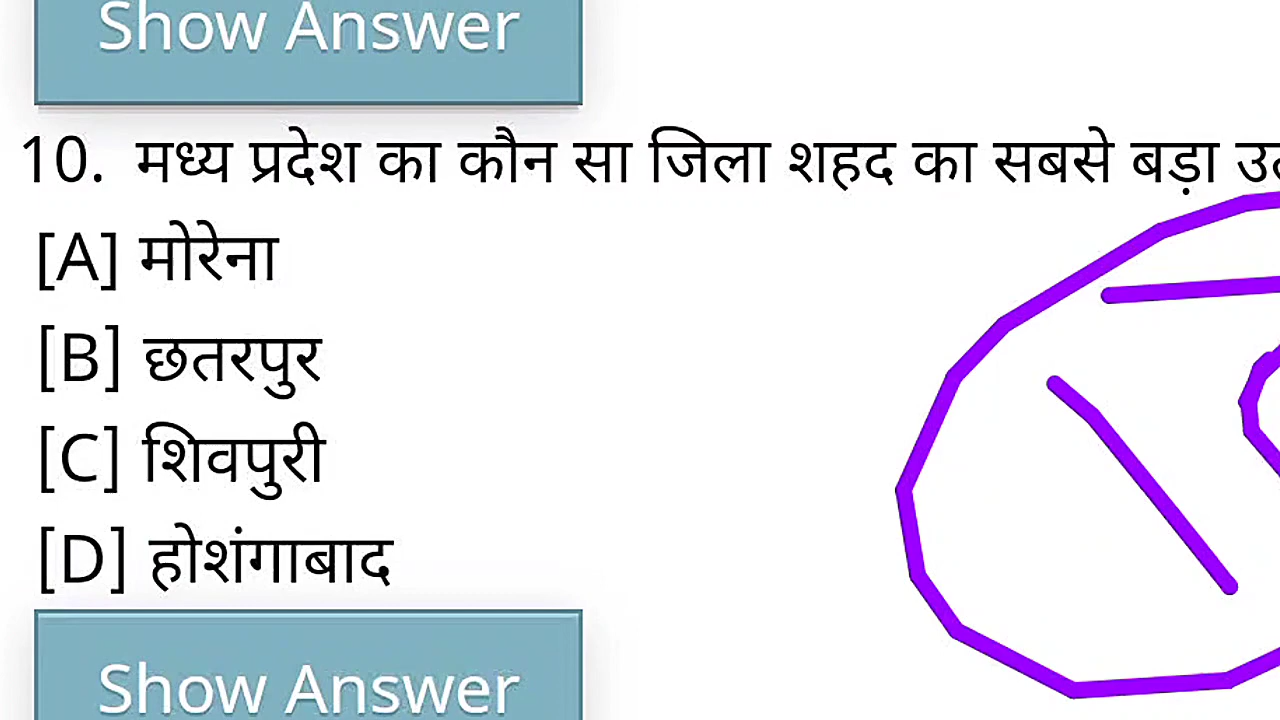 Show Answer
10. मध्य प्रदेश का कौन सा जिला शहद का सबसे बड़ा
[A] मोरेना
[B] छतरपुर
[C] शिवपुरी
[D] होशंगाबाद
Show Answer